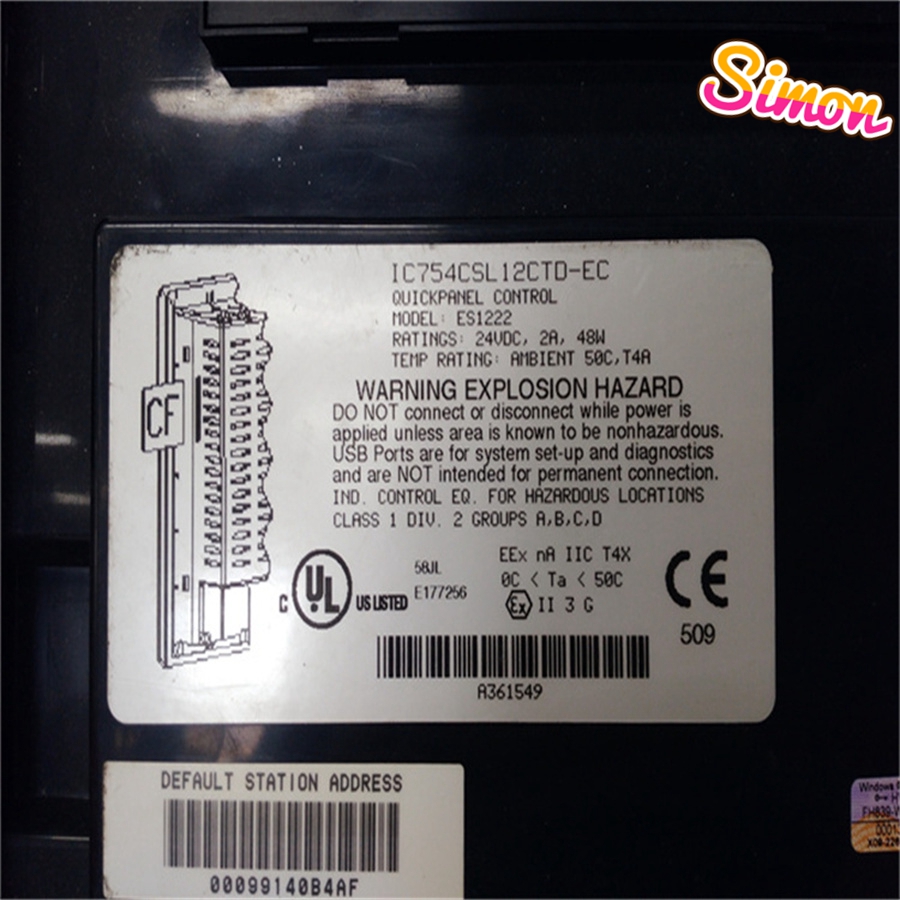 Simon
IC754CSL12CTD-EC
QUICKPANEL CONTROL
MODEL: ES1222
RATINGS: 24VDC, 2A, 48W
TEMP RATING: AMBIENT 50C,T4A
WARNING EXPLOSION HAZARD
DO NOT connect or disconnect while power is
applied unless area is known to be nonhazardous.
USB Ports are for system set-up and diagnostics
and are NOT intended for permanent connection.
IND. CONTROL EQ. FOR HAZARDOUS LOCATIONS
CLASS 1 DIV. 2 GROUPS A,B,C,D
CF
C UL US LISTED
58JL
E177256
EEx nA IIC T4X
0C < Ta < 50C
Ex II 3 G
CE
509
A361549
DEFAULT STATION ADDRESS
00099140B4AF
Windows